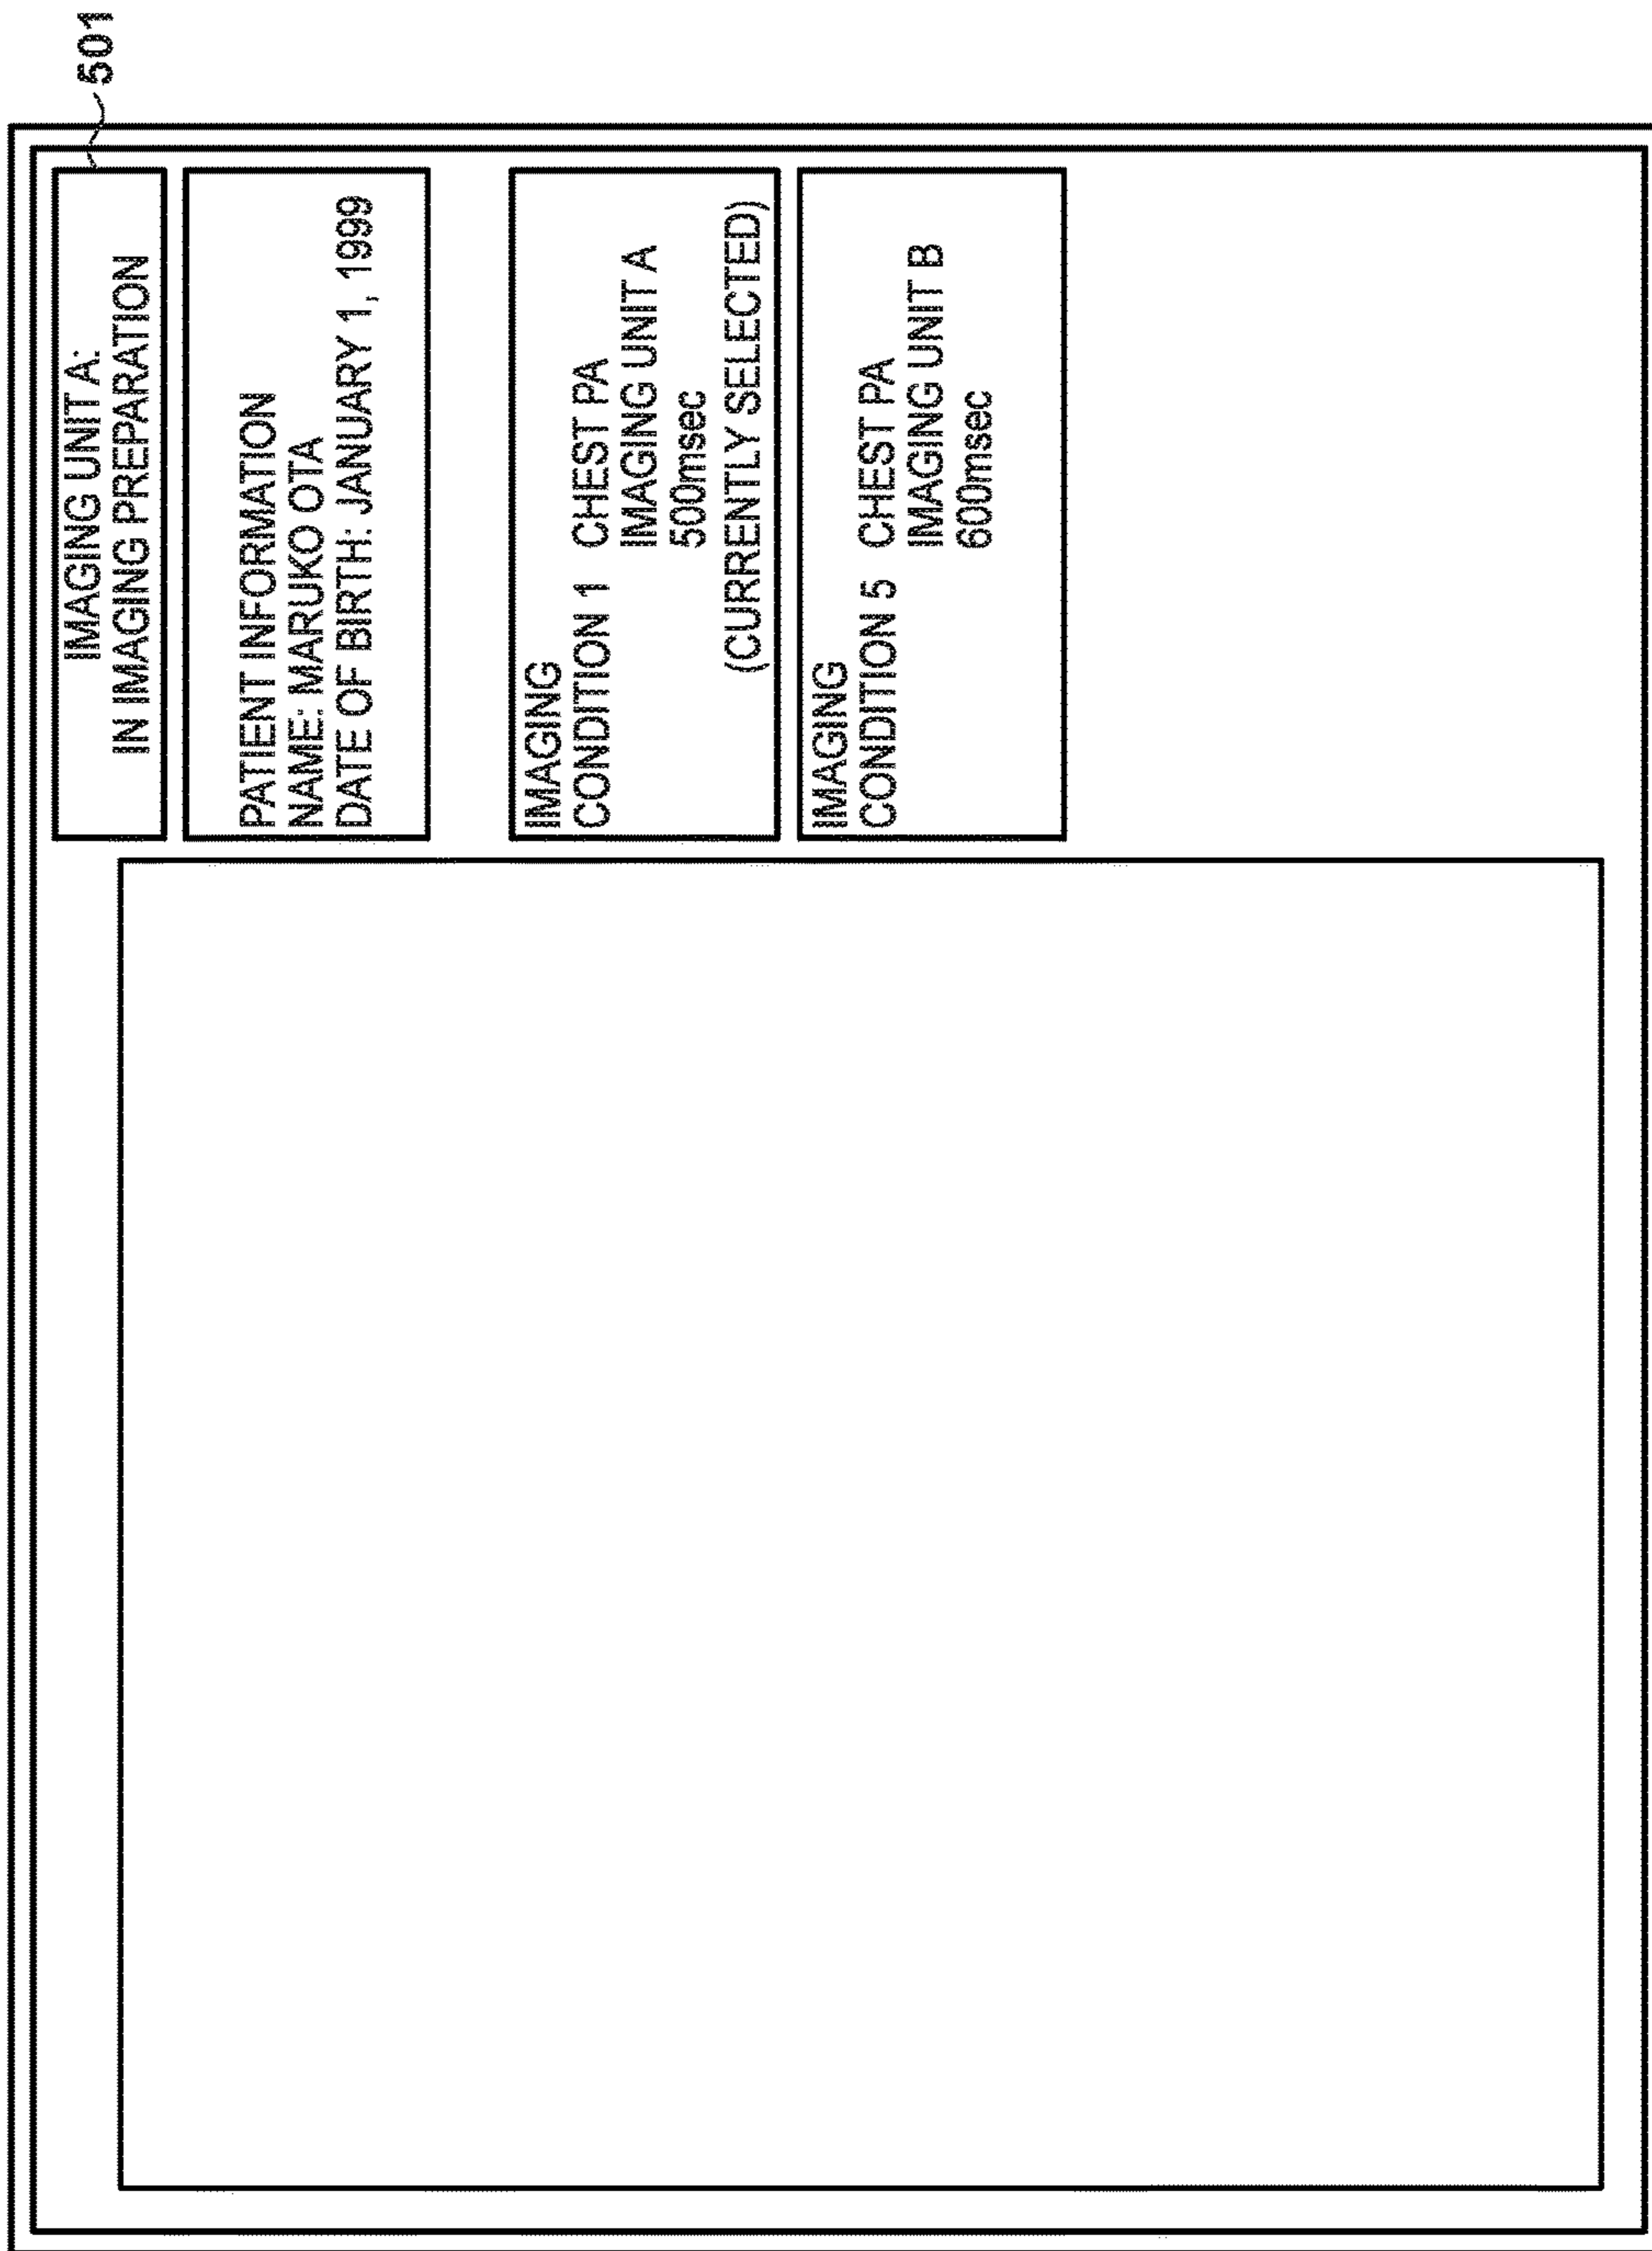 501
IMAGING UNIT A:
IN IMAGING PREPARATION
PATIENT INFORMATION
NAME: MARUKO OTA
DATE OF BIRTH: JANUARY 1, 1999
IMAGING
CONDITION 1 CHEST PA
IMAGING UNIT A
500msec
(CURRENTLY SELECTED)
IMAGING
CONDITION 5 CHEST PA
IMAGING UNIT B
600msec